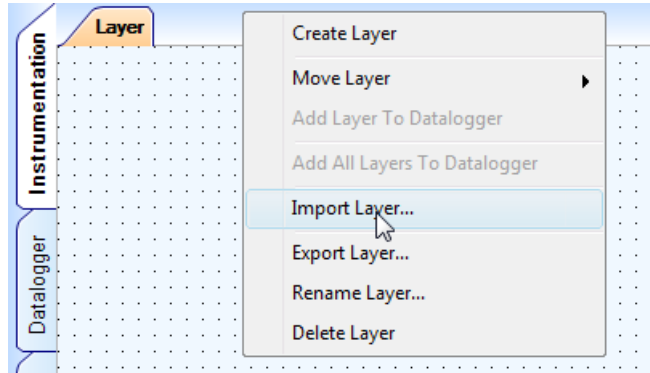 Layer
Instrumentation
Datalogger
Create Layer
Move Layer
Add Layer To Datalogger
Add All Layers To Datalogger
Import Layer...
Export Layer...
Rename Layer...
Delete Layer